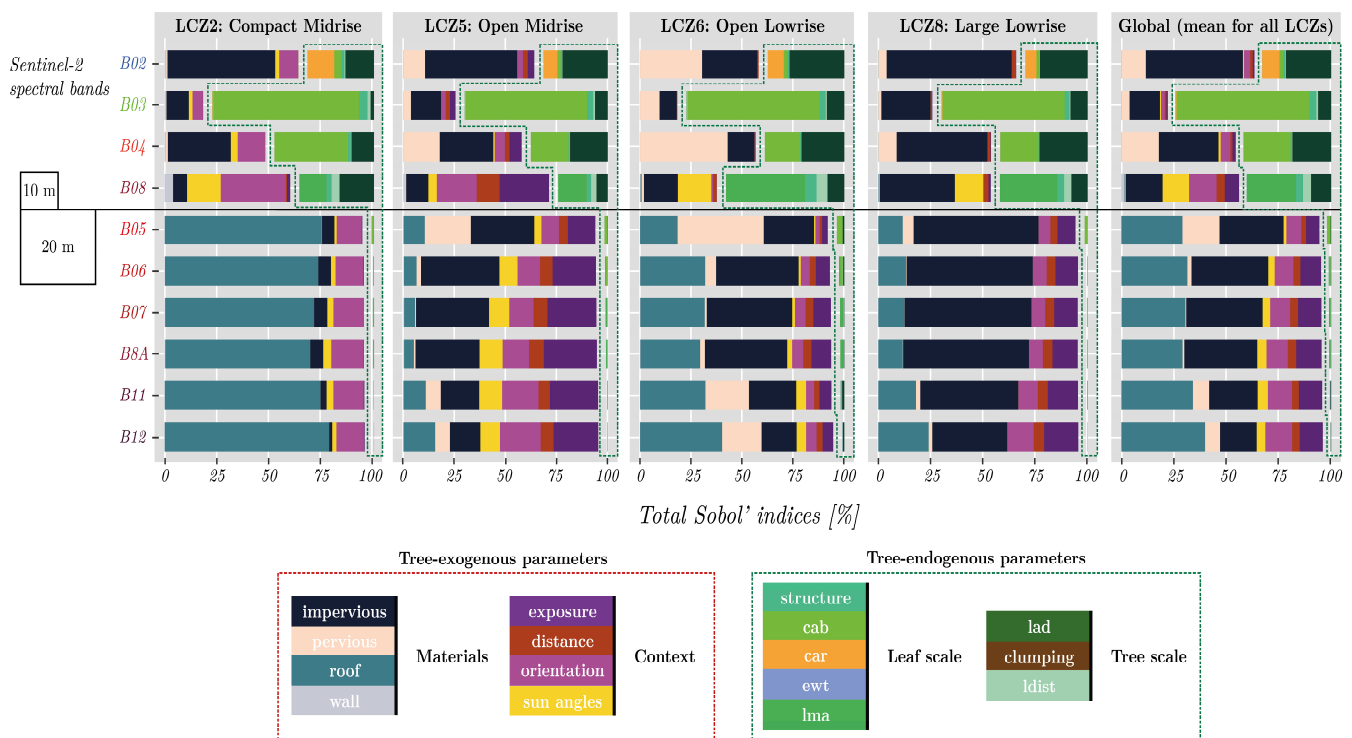 LCZ2: Compact Midrise
LCZ5: Open Midrise
LCZ6: Open Lowrise
LCZ8: Large Lowrise
Global (mean for all LCZs)
Sentinel-2
spectral bands
B02
B03
B04
B08
B05
B06
B07
B8A
B11
B12
10 m
20 m
0 25 50 75 100
0 25 50 75 100
0 25 50 75 100
0 25 50 75 100
0 25 50 75 100
Total Sobol' indices [%]
Tree-exogenous parameters
impervious
pervious
roof
wall
Materials
exposure
distance
orientation
sun angles
Context
Tree-endogenous parameters
structure
cab
car
ewt
lma
Leaf scale
lad
clumping
ldist
Tree scale